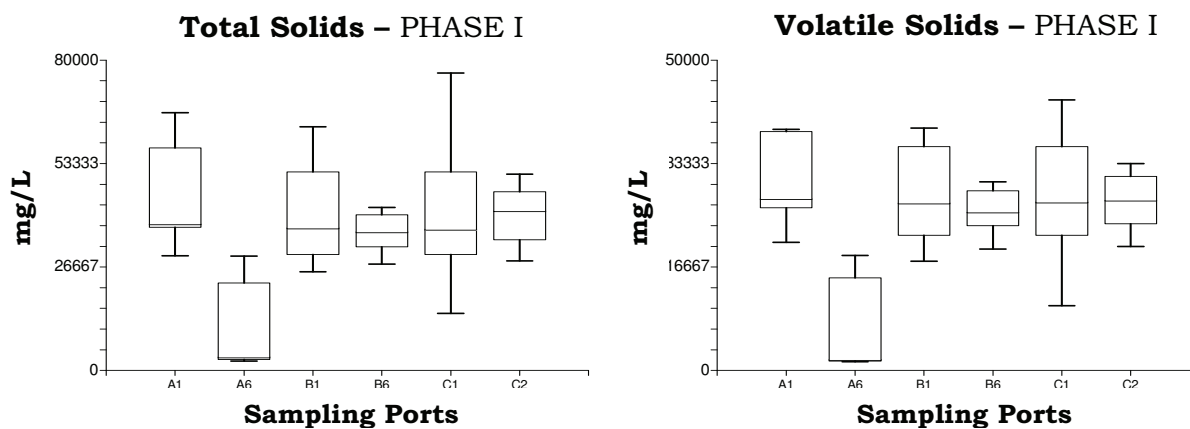 Total Solids – PHASE I
80000
53333
26667
0
mg/L
A1 A6 B1 B6 C1 C2
Sampling Ports
Volatile Solids – PHASE I
50000
33333
16667
0
mg/L
A1 A6 B1 B6 C1 C2
Sampling Ports